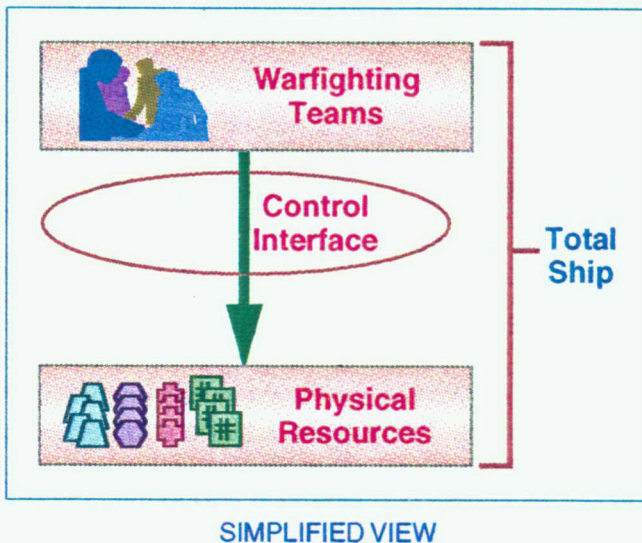 Warfighting
Teams
Control
Interface
Total
Ship
Physical
Resources
# # # #
SIMPLIFIED VIEW